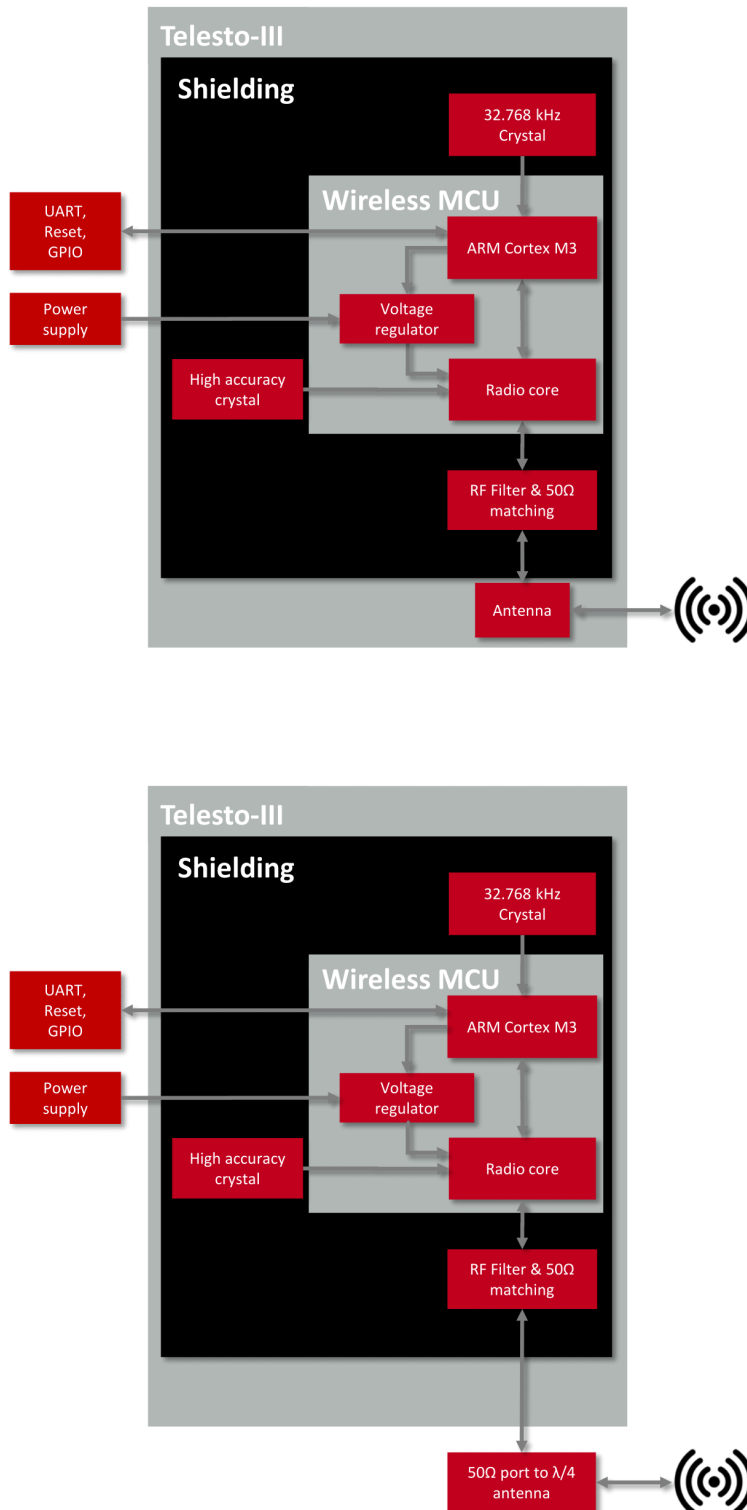 Telesto-III
Shielding
32.768 kHz
Crystal
Wireless MCU
UART,
Reset,
GPIO
ARM Cortex M3
Power
supply
Voltage
regulator
High accuracy
crystal
Radio core
RF Filter & 50Ω
matching
Antenna
Telesto-III
Shielding
32.768 kHz
Crystal
Wireless MCU
UART,
Reset,
GPIO
ARM Cortex M3
Power
supply
Voltage
regulator
High accuracy
crystal
Radio core
RF Filter & 50Ω
matching
50Ω port to λ/4
antenna